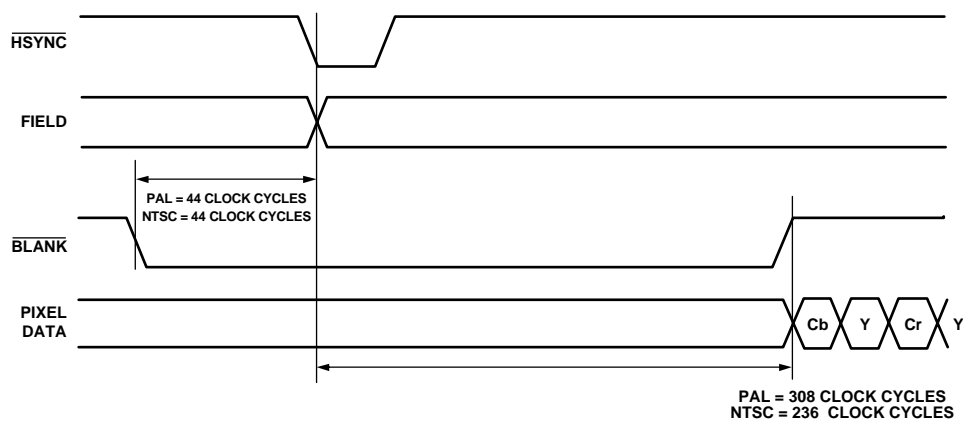 HSYNC
FIELD
PAL = 44 CLOCK CYCLES
NTSC = 44 CLOCK CYCLES
BLANK
PIXEL
DATA
Cb Y Cr Y
PAL = 308 CLOCK CYCLES
NTSC = 236 CLOCK CYCLES